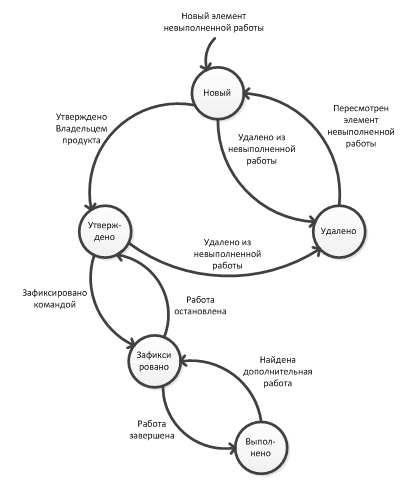 Новый элемент
невыполненной работы
Новый
Утверждено
Владельцем
продукта
Пересмотрен
элемент
невыполненной
работы
Удалено из
невыполненной
работы
Утверж-
дено
Удалено
Удалено из
невыполненной
работы
Зафиксировано
командой
Работа
остановлена
Зафикси
ровано
Найдена
дополнительная
работа
Работа
завершена
Выпол-
нено